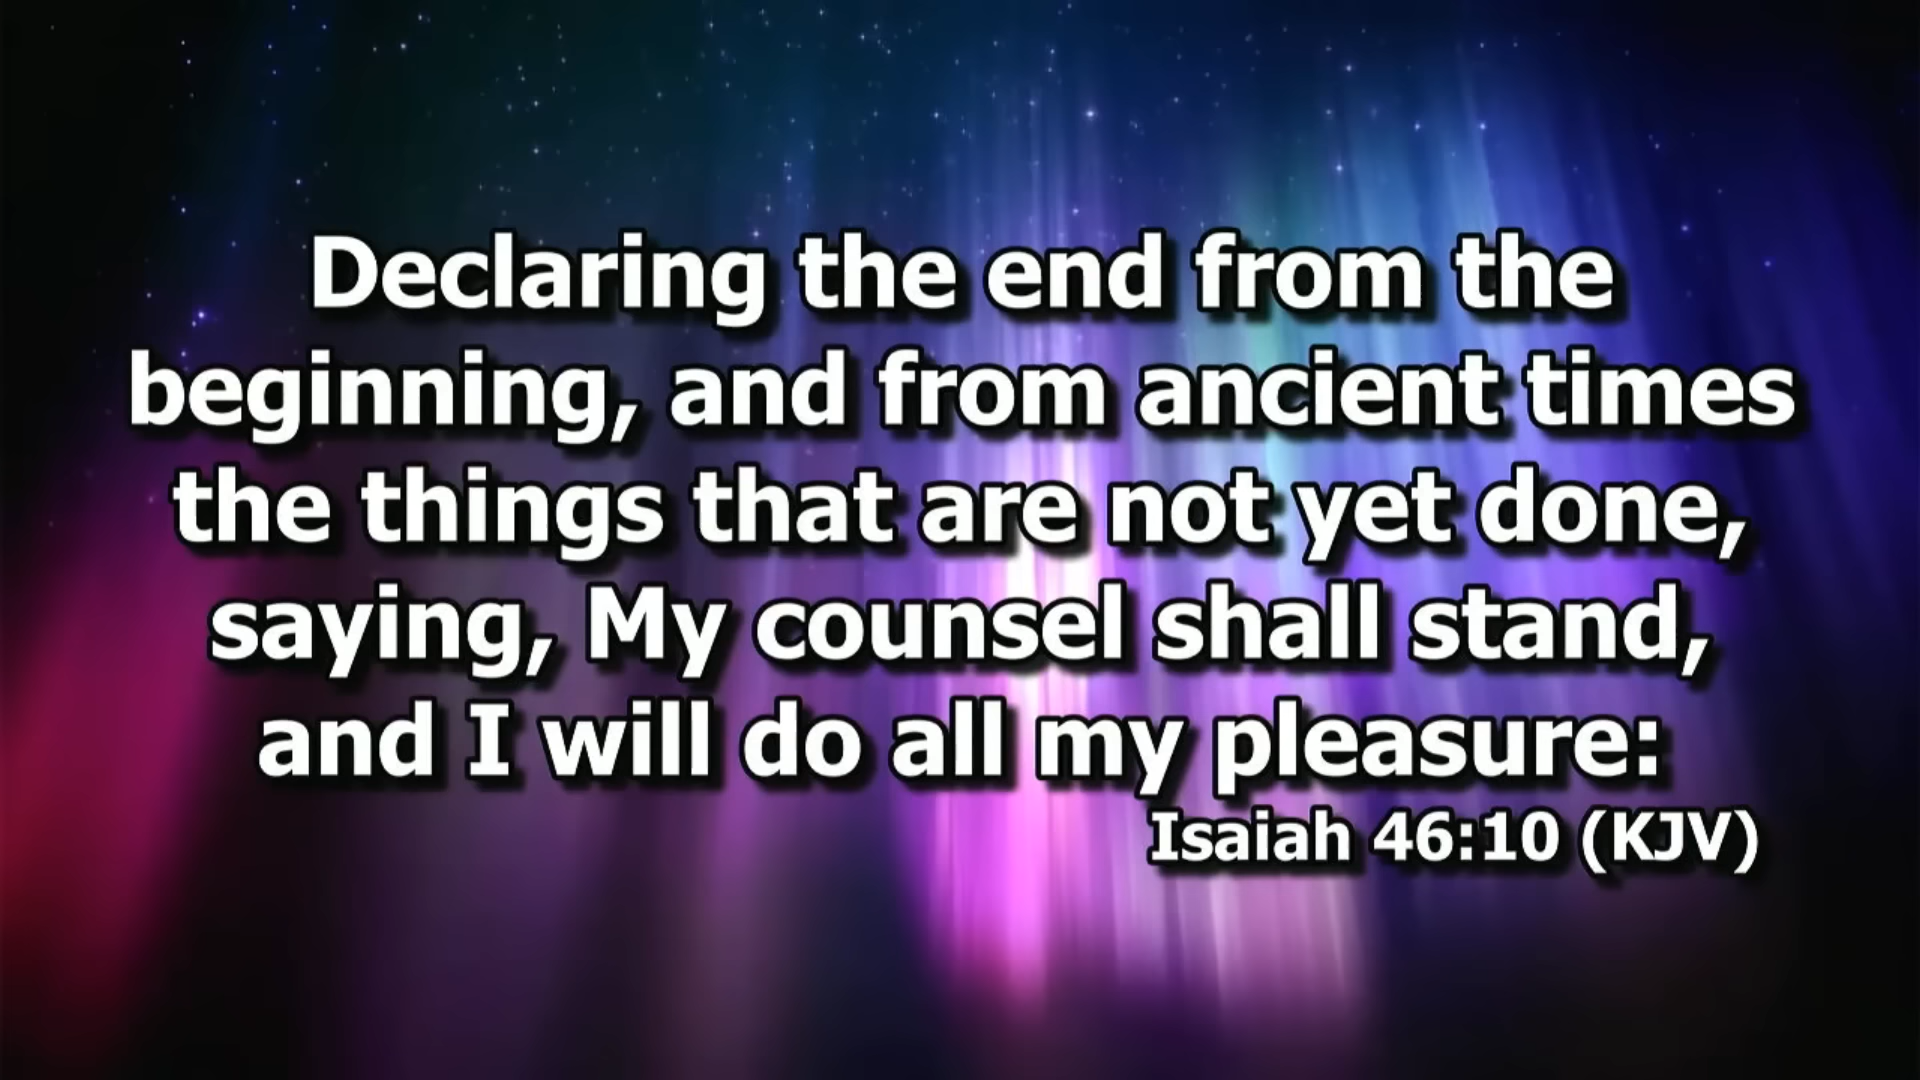 Declaring the end from the
beginning, and from ancient times
the things that are not yet done,
saying, My counsel shall stand,
and I will do all my pleasure:
Isaiah 46:10 (KJV)